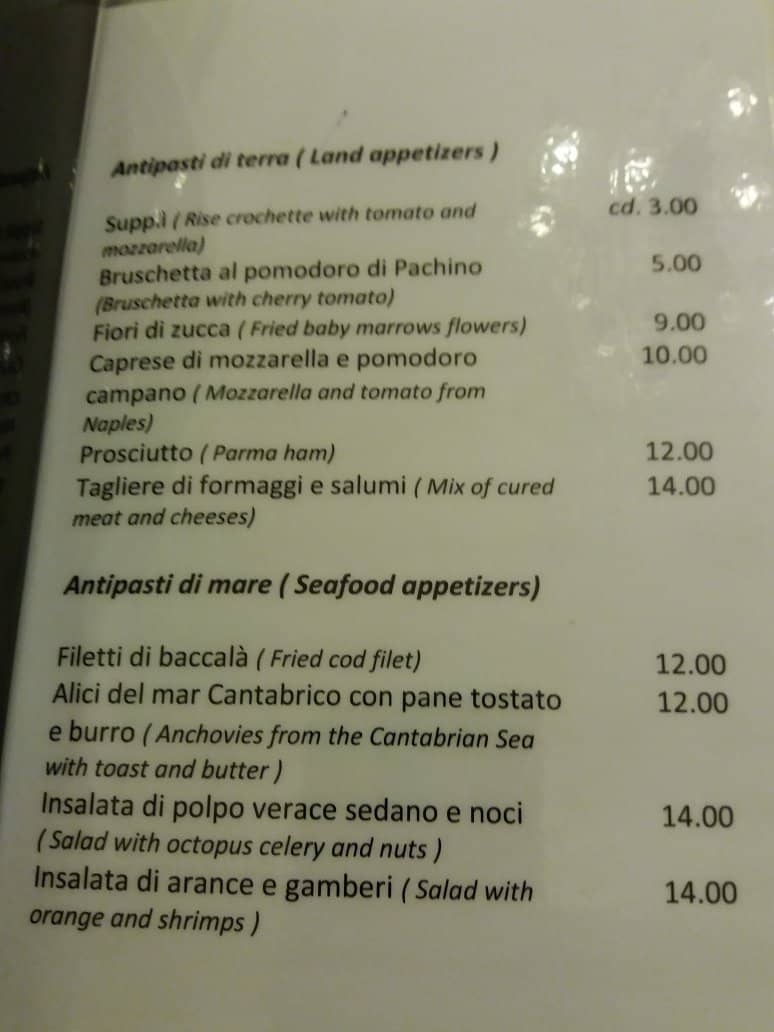 Antipasti di terra ( Land appetizers )
Suppà ( Rise crochette with tomato and cd. 3.00
mozzarella)
Bruschetta al pomodoro di Pachino 5.00
(Bruschetta with cherry tomato)
Fiori di zucca ( Fried baby marrows flowers) 9.00
Caprese di mozzarella e pomodoro 10.00
campano ( Mozzarella and tomato from
Naples)
Prosciutto ( Parma ham) 12.00
Tagliere di formaggi e salumi ( Mix of cured 14.00
meat and cheeses)
Antipasti di mare ( Seafood appetizers)
Filetti di baccalà ( Fried cod filet) 12.00
Alici del mar Cantabrico con pane tostato 12.00
e burro ( Anchovies from the Cantabrian Sea
with toast and butter )
Insalata di polpo verace sedano e noci 14.00
( Salad with octopus celery and nuts )
Insalata di arance e gamberi ( Salad with 14.00
orange and shrimps )